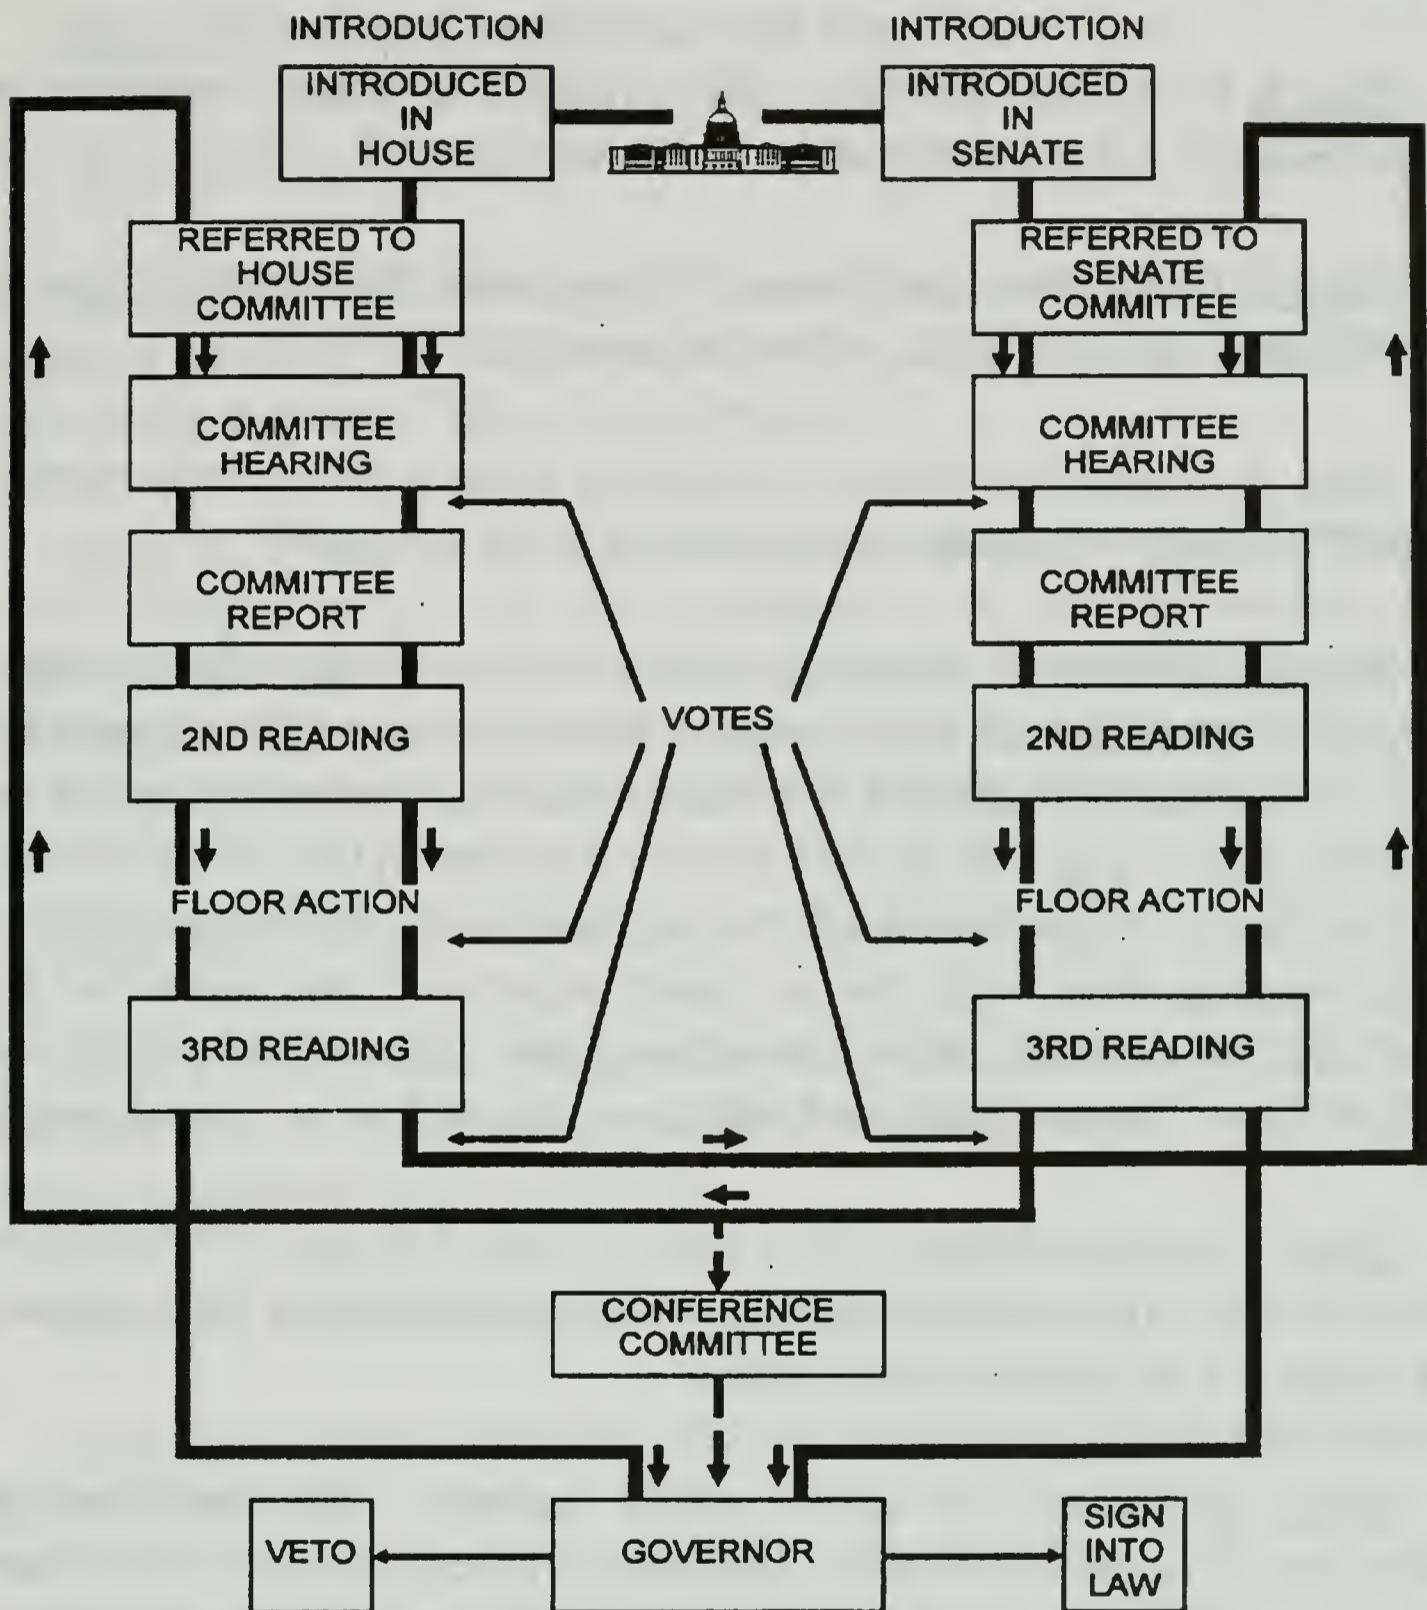 INTRODUCTION
INTRODUCTION
INTRODUCED
IN
HOUSE
INTRODUCED
IN
SENATE
REFERRED TO
HOUSE
COMMITTEE
REFERRED TO
SENATE
COMMITTEE
COMMITTEE
HEARING
COMMITTEE
HEARING
COMMITTEE
REPORT
COMMITTEE
REPORT
VOTES
2ND READING
2ND READING
FLOOR ACTION
FLOOR ACTION
3RD READING
3RD READING
CONFERENCE
COMMITTEE
VETO
GOVERNOR
SIGN
INTO
LAW